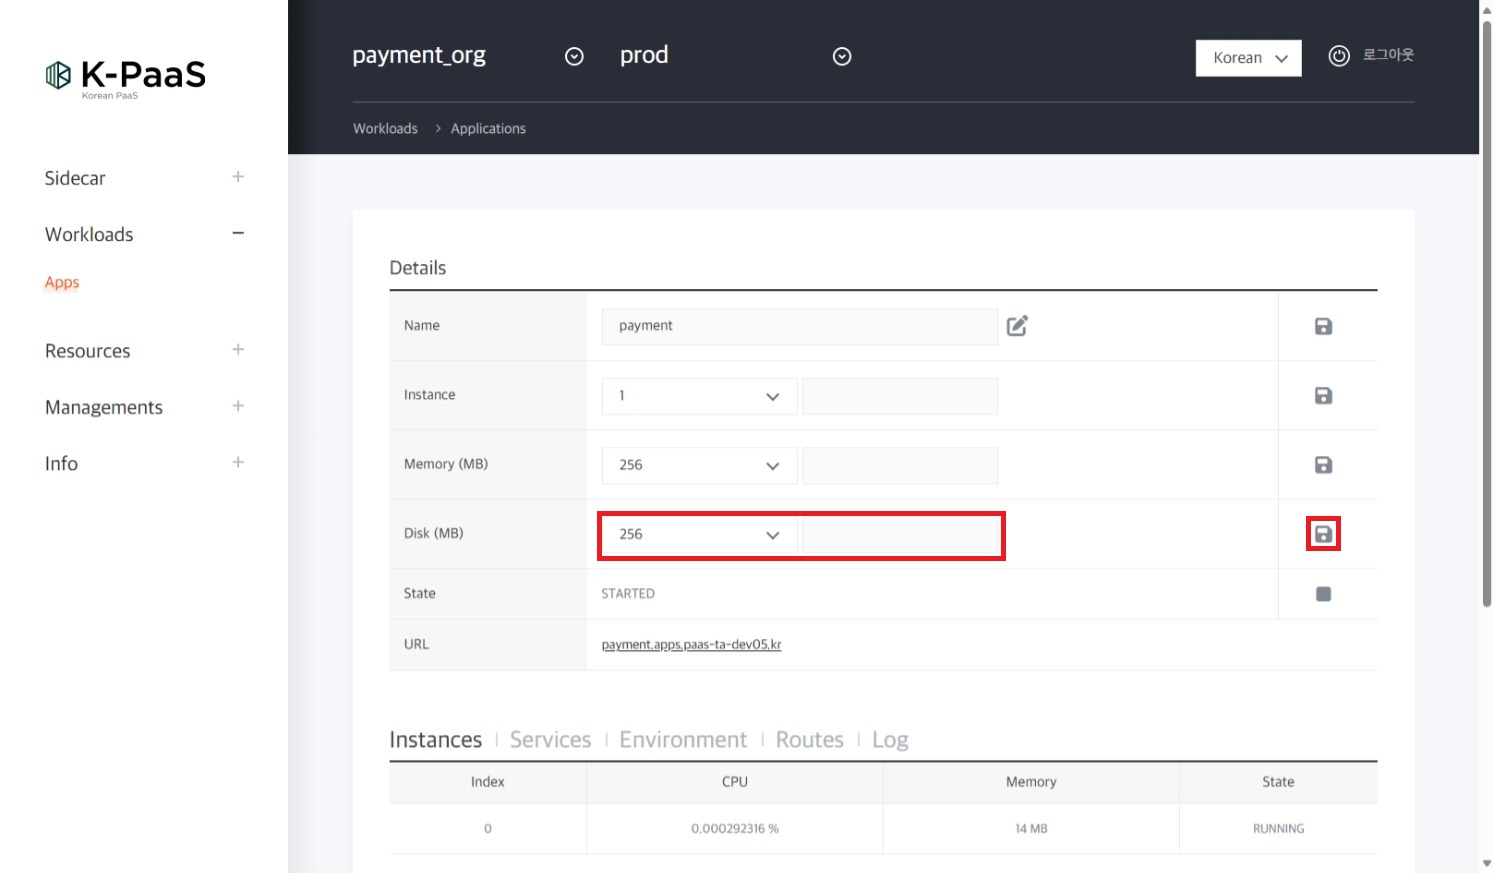 K-PaaS
Korean PaaS
payment_org
prod
Korean
로그아웃
Workloads > Applications
Sidecar +
Workloads −
Apps
Resources +
Managements +
Info +
Details
Name payment
Instance 1
Memory (MB) 256
Disk (MB) 256
State STARTED
URL payment.apps.paas-ta-dev05.kr
Instances | Services | Environment | Routes | Log
Index CPU Memory State
0 0.000292316 % 14 MB RUNNING